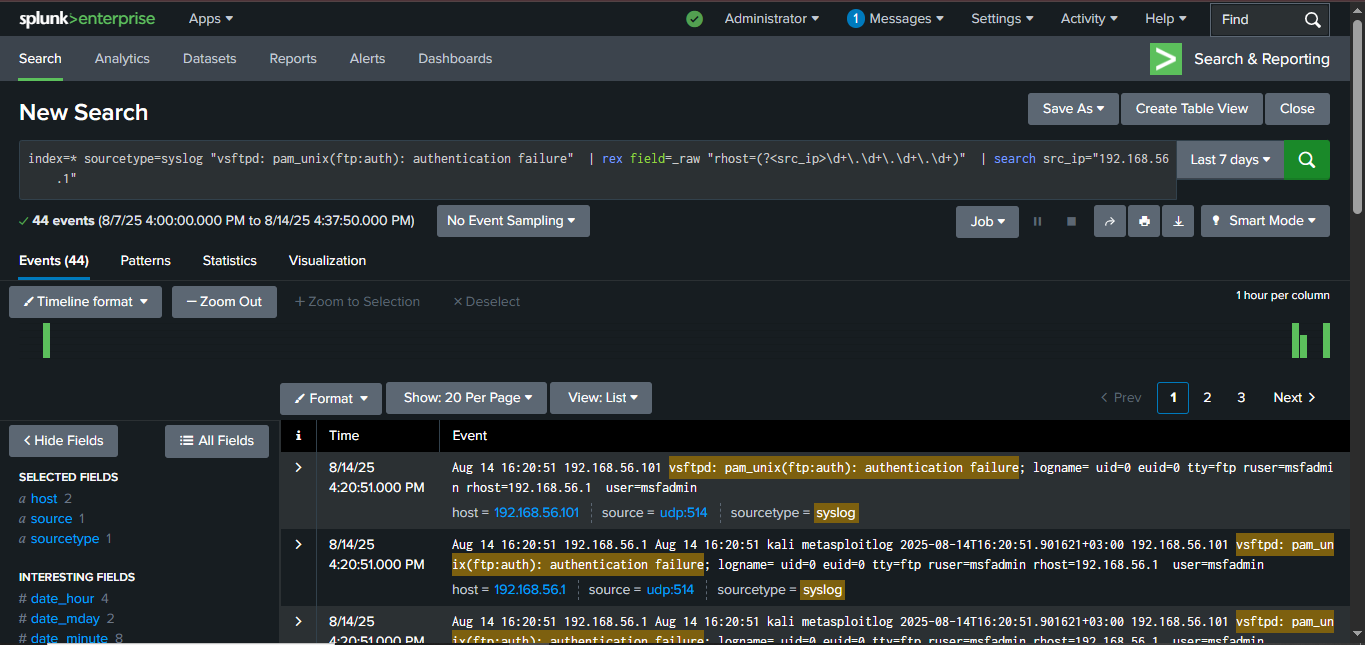 splunk>enterprise Apps Administrator 1 Messages Settings Activity Help Find
Search Analytics Datasets Reports Alerts Dashboards Search & Reporting
New Search Save As Create Table View Close
index=* sourcetype=syslog "vsftpd: pam_unix(ftp:auth): authentication failure" | rex field=_raw "rhost=(?<src_ip>\d+\.\d+\.\d+\.\d+)" | search src_ip="192.168.56
.1"
Last 7 days
44 events (8/7/25 4:00:00.000 PM to 8/14/25 4:37:50.000 PM) No Event Sampling Job Smart Mode
Events (44) Patterns Statistics Visualization
Timeline format — Zoom Out + Zoom to Selection × Deselect 1 hour per column
Format Show: 20 Per Page View: List < Prev 1 2 3 Next >
< Hide Fields All Fields
SELECTED FIELDS
a host 2
a source 1
a sourcetype 1
INTERESTING FIELDS
# date_hour 4
# date_mday 2
# date_minute 8
i Time Event
> 8/14/25
4:20:51.000 PM
Aug 14 16:20:51 192.168.56.101 vsftpd: pam_unix(ftp:auth): authentication failure; logname= uid=0 euid=0 tty=ftp ruser=msfadmi
n rhost=192.168.56.1 user=msfadmin
host = 192.168.56.101 source = udp:514 sourcetype = syslog
> 8/14/25
4:20:51.000 PM
Aug 14 16:20:51 192.168.56.1 Aug 14 16:20:51 kali metasploitlog 2025-08-14T16:20:51.901621+03:00 192.168.56.101 vsftpd: pam_un
ix(ftp:auth): authentication failure; logname= uid=0 euid=0 tty=ftp ruser=msfadmin rhost=192.168.56.1 user=msfadmin
host = 192.168.56.1 source = udp:514 sourcetype = syslog
> 8/14/25
4:20:51.000 PM
Aug 14 16:20:51 192.168.56.1 Aug 14 16:20:51 kali metasploitlog 2025-08-14T16:20:51.901623+03:00 192.168.56.101 vsftpd: pam_un
ix(ftp:auth): authentication failure; logname= uid=0 euid=0 tty=ftp ruser=msfadmin rhost=192.168.56.1 user=msfadmin